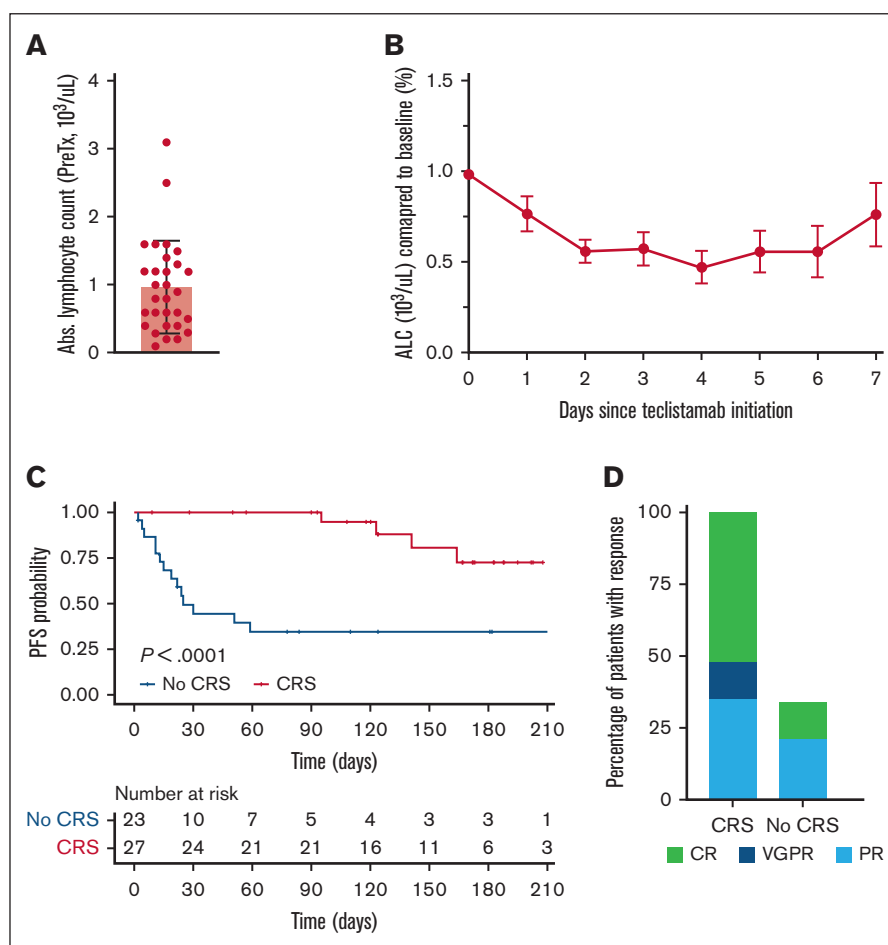 A
Abs. lymphocyte count (PreTx, 10³/uL)
4
3
2
1
0
B
ALC (10³/uL) comapred to baseline (%)
1.5
1.0
0.5
0.0
0 1 2 3 4 5 6 7
Days since teclistamab initiation
C
PFS probability
1.00
0.75
0.50
0.25
0.00
P < .0001
No CRS CRS
0 30 60 90 120 150 180 210
Time (days)
Number at risk
No CRS 23 10 7 5 4 3 3 1
CRS 27 24 21 21 16 11 6 3
0 30 60 90 120 150 180 210
Time (days)
D
Percentage of patients with response
100
75
50
25
0
CRS No CRS
CR VGPR PR